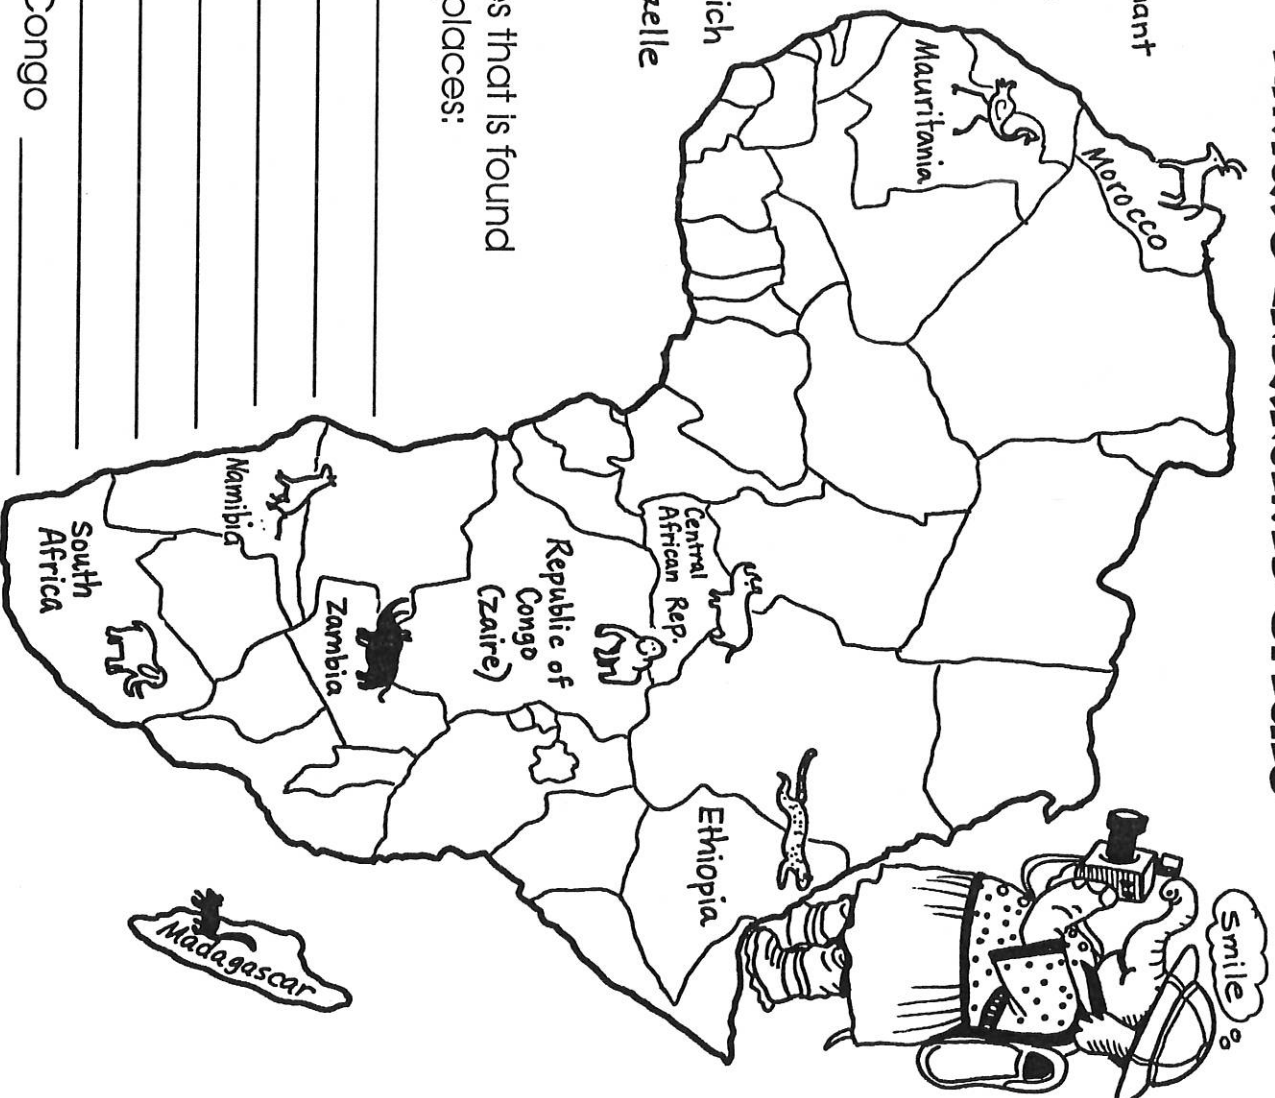 Smile
ant
Morocco
Mauritania
ich
zelle
Ethiopia
Central
African Rep.
Republic of
Congo
(Zaire)
es that is found
places:
Zambia
Namibia
Madagascar
South
Africa
Congo